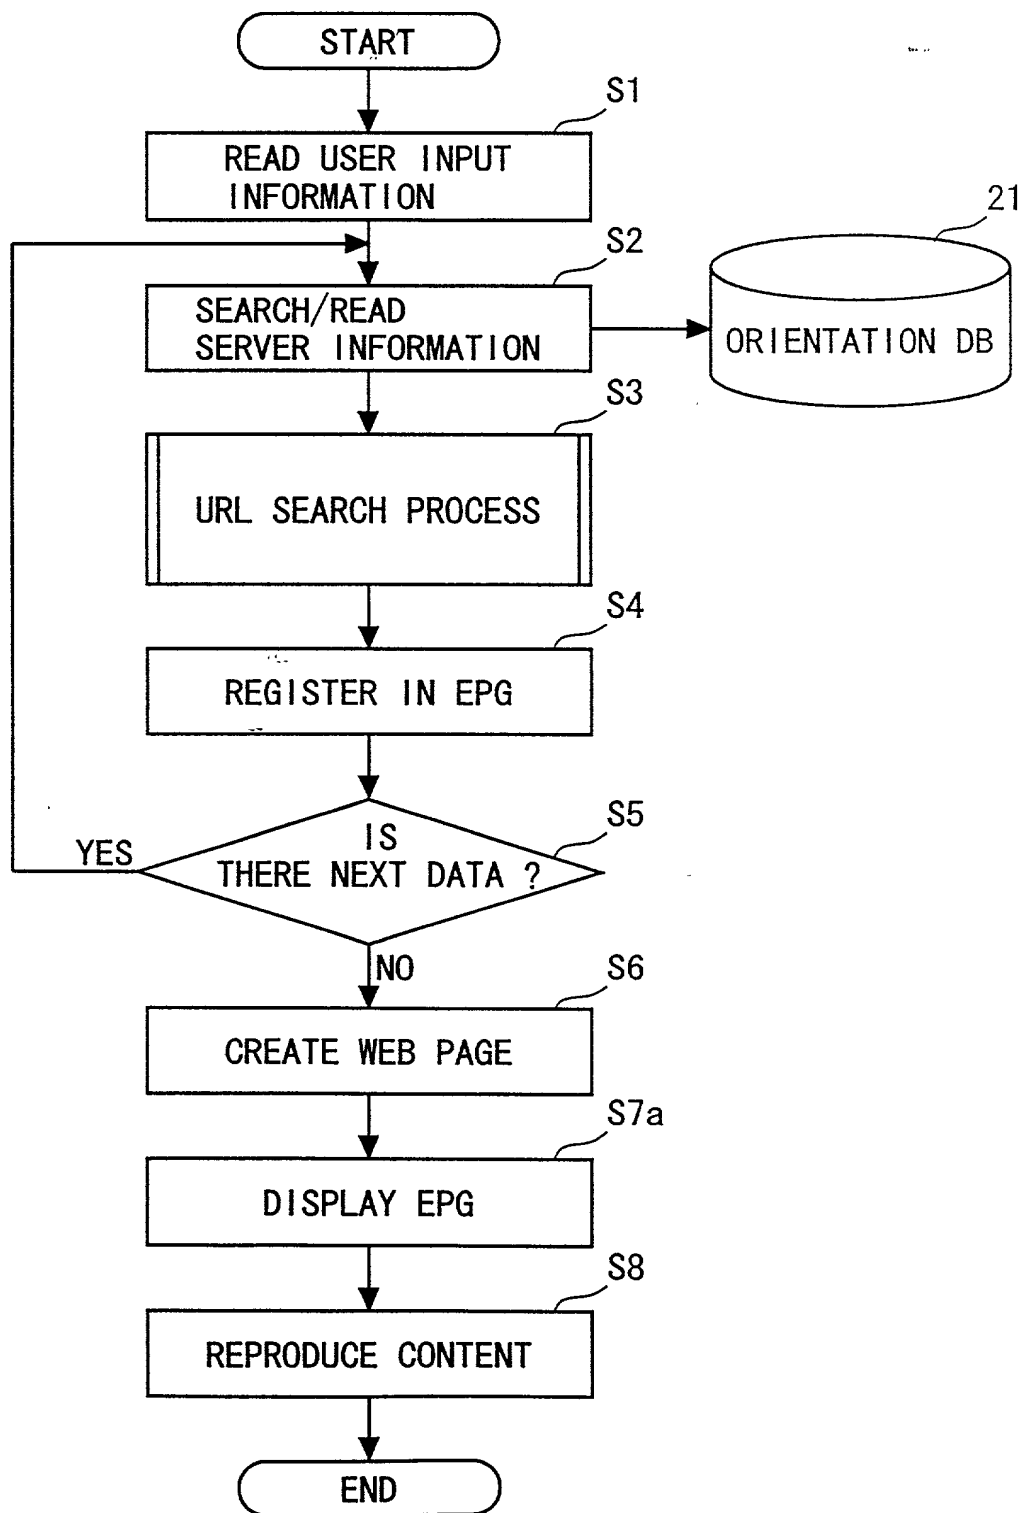 START
S1
READ USER INPUT
INFORMATION
21
S2
SEARCH/READ
SERVER INFORMATION
ORIENTATION DB
S3
URL SEARCH PROCESS
S4
REGISTER IN EPG
S5
IS
THERE NEXT DATA ?
YES
NO
S6
CREATE WEB PAGE
S7a
DISPLAY EPG
S8
REPRODUCE CONTENT
END